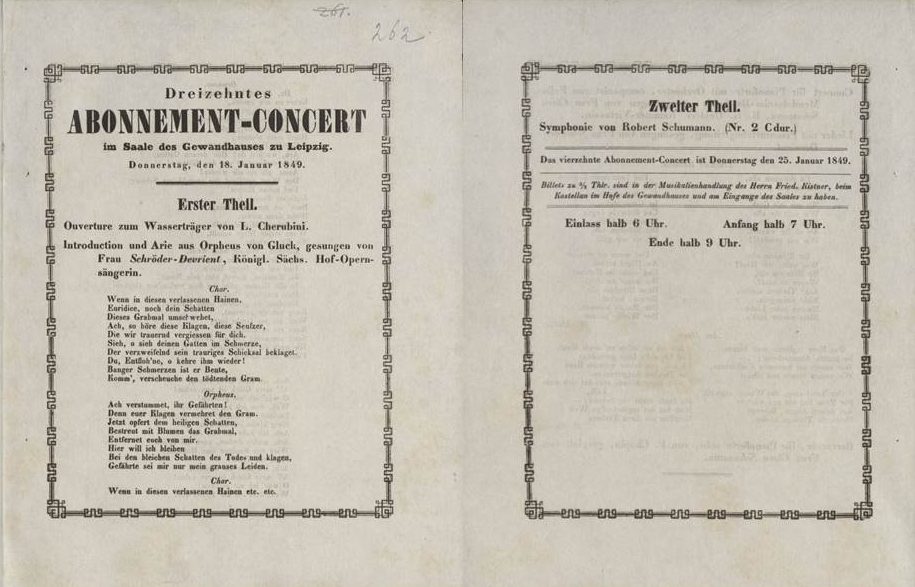 261.
262
Dreizehntes
ABONNEMENT-CONCERT
im Saale des Gewandhauses zu Leipzig.
Donnerstag, den 18. Januar 1849.
Erster Theil.
Ouverture zum Wasserträger von L. Cherubini.
Introduction und Arie aus Orpheus von Gluck, gesungen von
Frau Schröder-Devrient, Königl. Sächs. Hof-Opern-
sängerin.
Chor.
Wenn in diesen verlassenen Hainen,
Euridice, noch dein Schatten
Dieses Grabmal umschwebet,
Ach, so höre diese Klagen, diese Seufzer,
Die wir trauernd vergiessen für dich.
Sieh, o sieh deinen Gatten im Schmerze,
Der verzweifelnd sein trauriges Schicksal beklaget.
Du, Entfloh'ne, o kehre ihm wieder!
Banger Schmerzen ist er Beute,
Komm', verscheuche den tödtenden Gram.
Orpheus.
Ach verstummet, ihr Gefährten!
Denn euer Klagen vermehret den Gram.
Jetzt opfert dem heiligen Schatten,
Bestreut mit Blumen das Grabmal,
Entfernet euch von mir.
Hier will ich bleiben
Bei den bleichen Schatten des Todes und klagen,
Gefährte sei mir nur mein grauses Leiden.
Chor.
Wenn in diesen verlassenen Hainen etc. etc.
Zweiter Theil.
Symphonie von Robert Schumann. (Nr. 2 Cdur.)
Das vierzehnte Abonnement-Concert ist Donnerstag den 25. Januar 1849.
Billets zu ⅔ Thlr. sind in der Musikalienhandlung des Herrn Fried. Kistner, beim
Kastellan im Hofe des Gewandhauses und am Eingange des Saales zu haben.
Einlass halb 6 Uhr. Anfang halb 7 Uhr.
Ende halb 9 Uhr.